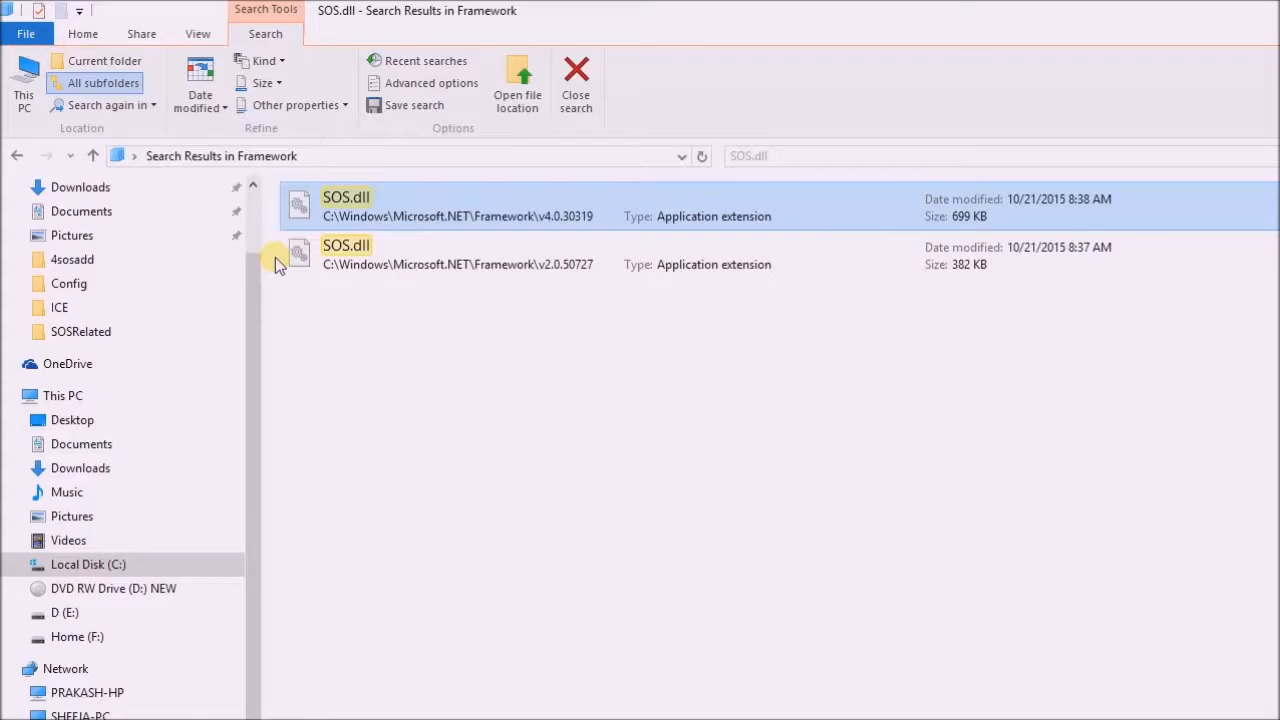 Search Tools
SOS.dll - Search Results in Framework
File Home Share View Search
Current folder
All subfolders
Search again in
This PC
Location
Date modified
Kind
Size
Other properties
Refine
Recent searches
Advanced options
Save search
Options
Open file location
Close search
Search Results in Framework
SOS.dll
Downloads
Documents
Pictures
4sosadd
Config
ICE
SOSRelated
OneDrive
This PC
Desktop
Documents
Downloads
Music
Pictures
Videos
Local Disk (C:)
DVD RW Drive (D:) NEW
D (E:)
Home (F:)
Network
PRAKASH-HP
SHEEJA-PC
SOS.dll
C:\Windows\Microsoft.NET\Framework\v4.0.30319
Type: Application extension
Date modified: 10/21/2015 8:38 AM
Size: 699 KB
SOS.dll
C:\Windows\Microsoft.NET\Framework\v2.0.50727
Type: Application extension
Date modified: 10/21/2015 8:37 AM
Size: 382 KB